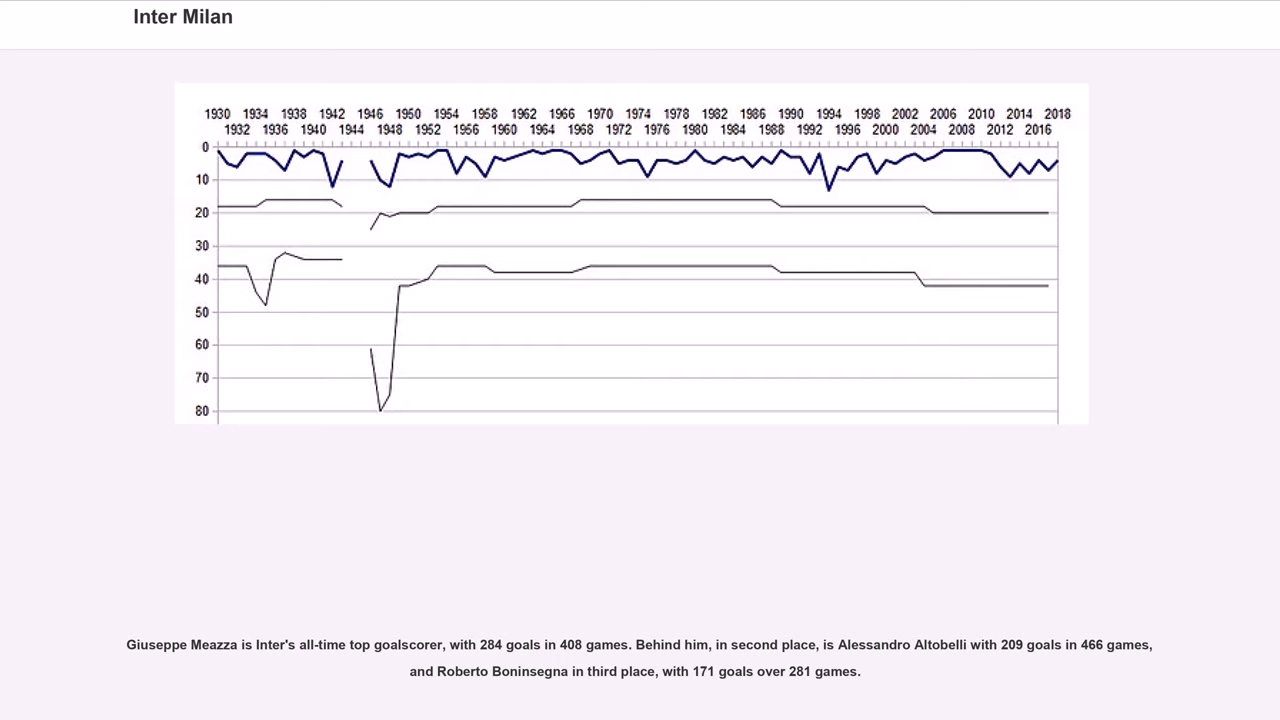 Inter Milan
1930 1934 1938 1942 1946 1950 1954 1958 1962 1966 1970 1974 1978 1982 1986 1990 1994 1998 2002 2006 2010 2014 2018
1932 1936 1940 1944 1948 1952 1956 1960 1964 1968 1972 1976 1980 1984 1988 1992 1996 2000 2004 2008 2012 2016
0
10
20
30
40
50
60
70
80
Giuseppe Meazza is Inter's all-time top goalscorer, with 284 goals in 408 games. Behind him, in second place, is Alessandro Altobelli with 209 goals in 466 games,
and Roberto Boninsegna in third place, with 171 goals over 281 games.